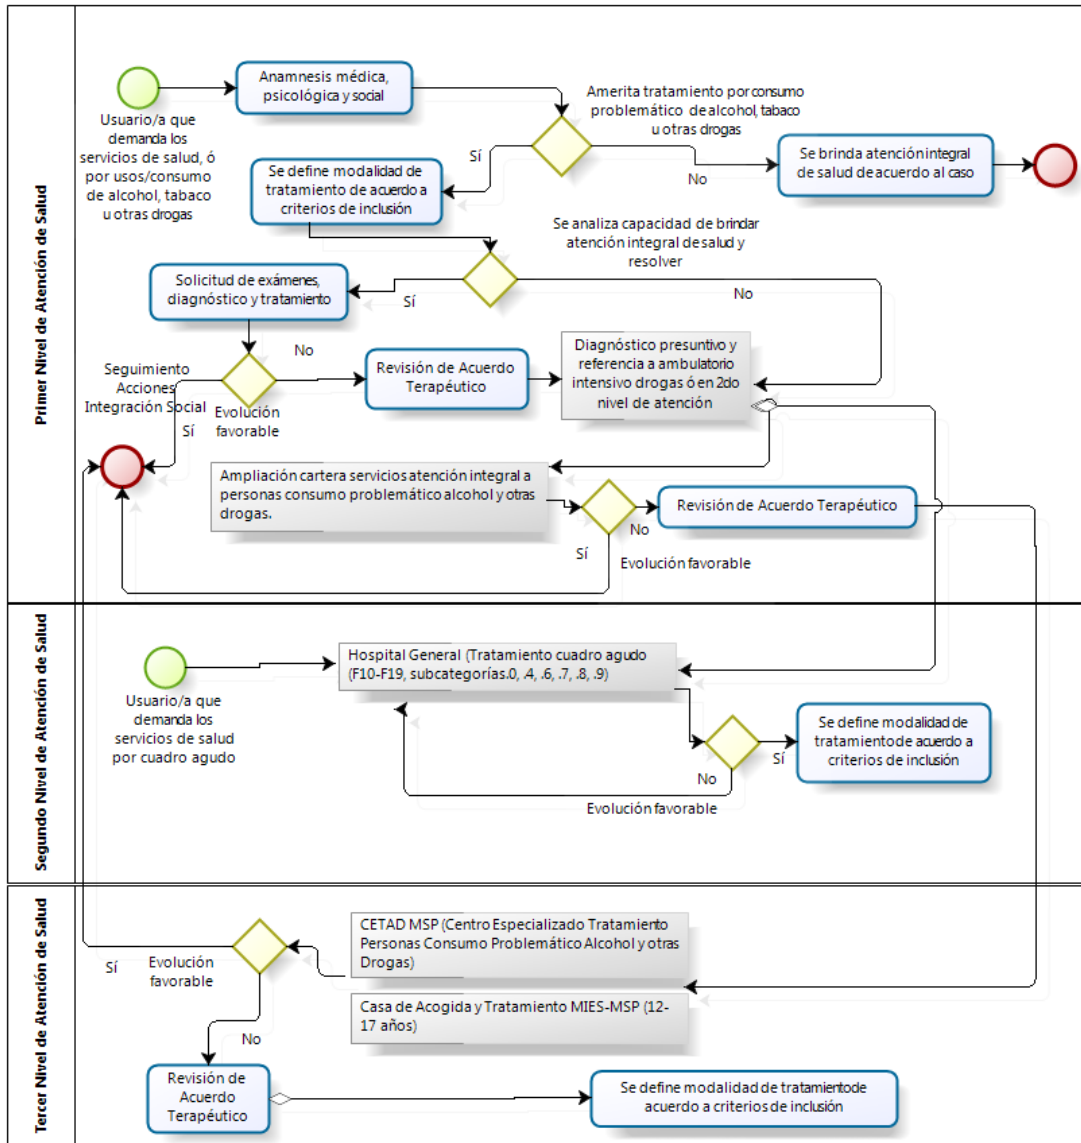 Primer Nivel de Atención de Salud
Anamnesis médica,
psicológica y social
Usuario/a que
demanda los
servicios de salud, ó
por usos/consumo
de alcohol, tabaco
u otras drogas
Amerita tratamiento por consumo
problemático de alcohol, tabaco
u otras drogas
Sí
No
Se brinda atención integral
de salud de acuerdo al caso
Se define modalidad de
tratamiento de acuerdo a
criterios de inclusión
Se analiza capacidad de brindar
atención integral de salud y
resolver
Solicitud de exámenes,
diagnóstico y tratamiento
Sí
No
No
Seguimiento
Acciones
Integración Social
Sí
Evolución
favorable
Revisión de Acuerdo
Terapéutico
Diagnóstico presuntivo y
referencia a ambulatorio
intensivo drogas ó en 2do
nivel de atención
Ampliación cartera servicios atención integral a
personas consumo problemático alcohol y otras
drogas.
Revisión de Acuerdo Terapéutico
No
Sí
Evolución favorable
Segundo Nivel de Atención de Salud
Hospital General (Tratamiento cuadro agudo
(F10-F19, subcategorías.0, .4, .6, .7, .8, .9)
Usuario/a que
demanda los
servicios de salud
por cuadro agudo
Se define modalidad de
tratamiento de acuerdo a
criterios de inclusión
Sí
No
Evolución favorable
Tercer Nivel de Atención de Salud
CETAD MSP (Centro Especializado Tratamiento
Personas Consumo Problemático Alcohol y otras
Drogas)
Sí
Evolución
favorable
Casa de Acogida y Tratamiento MIES-MSP (12-
17 años)
No
Revisión de
Acuerdo
Terapéutico
Se define modalidad de tratamiento de
acuerdo a criterios de inclusión